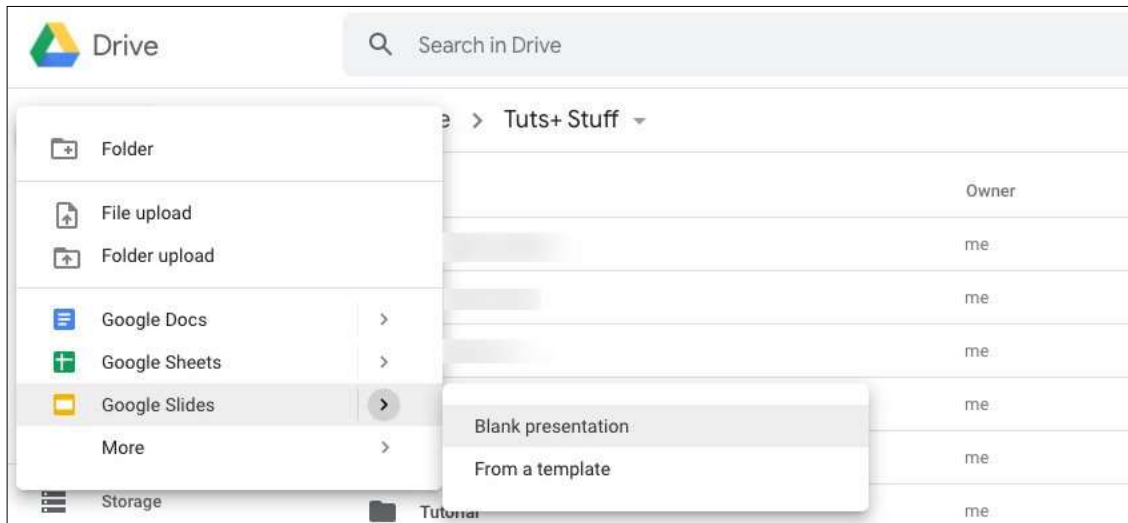 Drive
Search in Drive
e > Tuts+ Stuff
Folder
Owner
File upload
me
Folder upload
me
Google Docs
me
Google Sheets
Google Slides
me
Blank presentation
More
me
From a template
Storage
Tutorial
me